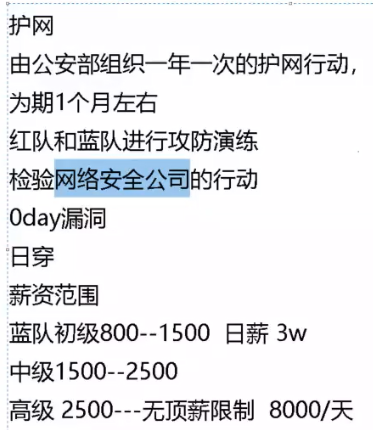 护网
由公安部组织一年一次的护网行动，
为期1个月左右
红队和蓝队进行攻防演练
检验网络安全公司的行动
0day漏洞
日穿
薪资范围
蓝队初级800--1500 日薪 3w
中级1500--2500
高级 2500---无顶薪限制 8000/天